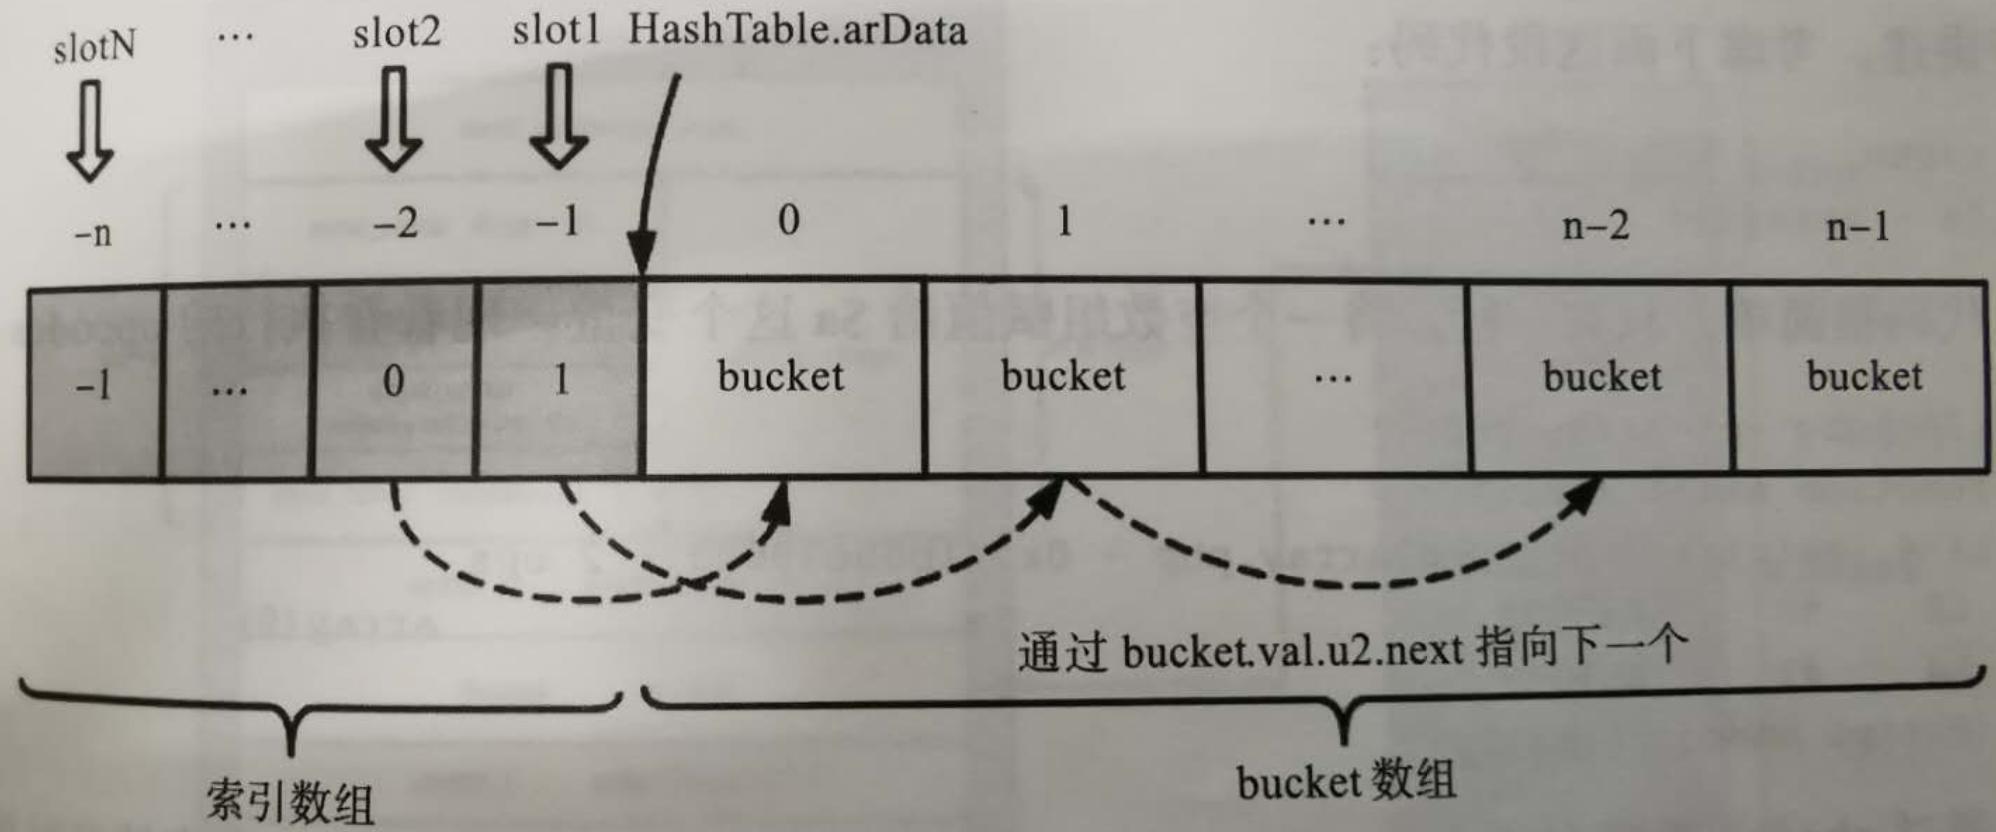 slotN ... slot2 slot1 HashTable.arData
-n ... -2 -1 0 1 ... n-2 n-1
-1 ... 0 1 bucket bucket ... bucket bucket
通过 bucket.val.u2.next 指向下一个
索引数组
bucket 数组